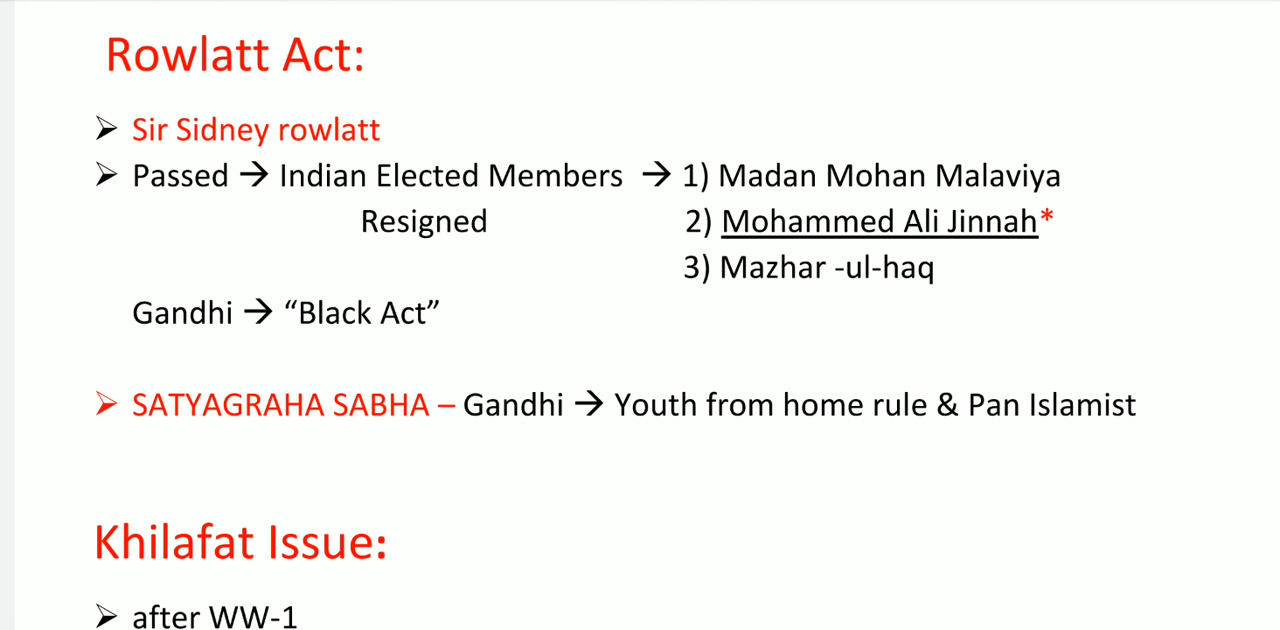 Rowlatt Act:
➢ Sir Sidney rowlatt
➢ Passed → Indian Elected Members → 1) Madan Mohan Malaviya
Resigned 2) Mohammed Ali Jinnah*
3) Mazhar -ul-haq
Gandhi → “Black Act”
➢ SATYAGRAHA SABHA – Gandhi → Youth from home rule & Pan Islamist
Khilafat Issue:
➢ after WW-1